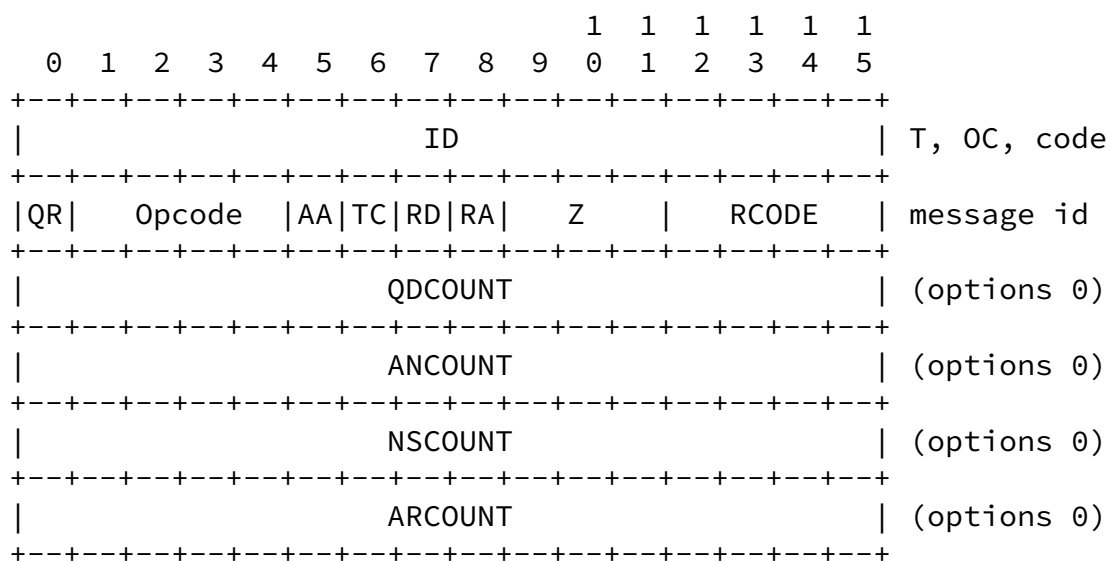 1  1  1  1  1  1
  0  1  2  3  4  5  6  7  8  9  0  1  2  3  4  5
+--+--+--+--+--+--+--+--+--+--+--+--+--+--+--+--+
|                      ID                       | T, OC, code
+--+--+--+--+--+--+--+--+--+--+--+--+--+--+--+--+
|QR|   Opcode  |AA|TC|RD|RA|   Z    |   RCODE   | message id
+--+--+--+--+--+--+--+--+--+--+--+--+--+--+--+--+
|                    QDCOUNT                    | (options 0)
+--+--+--+--+--+--+--+--+--+--+--+--+--+--+--+--+
|                    ANCOUNT                    | (options 0)
+--+--+--+--+--+--+--+--+--+--+--+--+--+--+--+--+
|                    NSCOUNT                    | (options 0)
+--+--+--+--+--+--+--+--+--+--+--+--+--+--+--+--+
|                    ARCOUNT                    | (options 0)
+--+--+--+--+--+--+--+--+--+--+--+--+--+--+--+--+